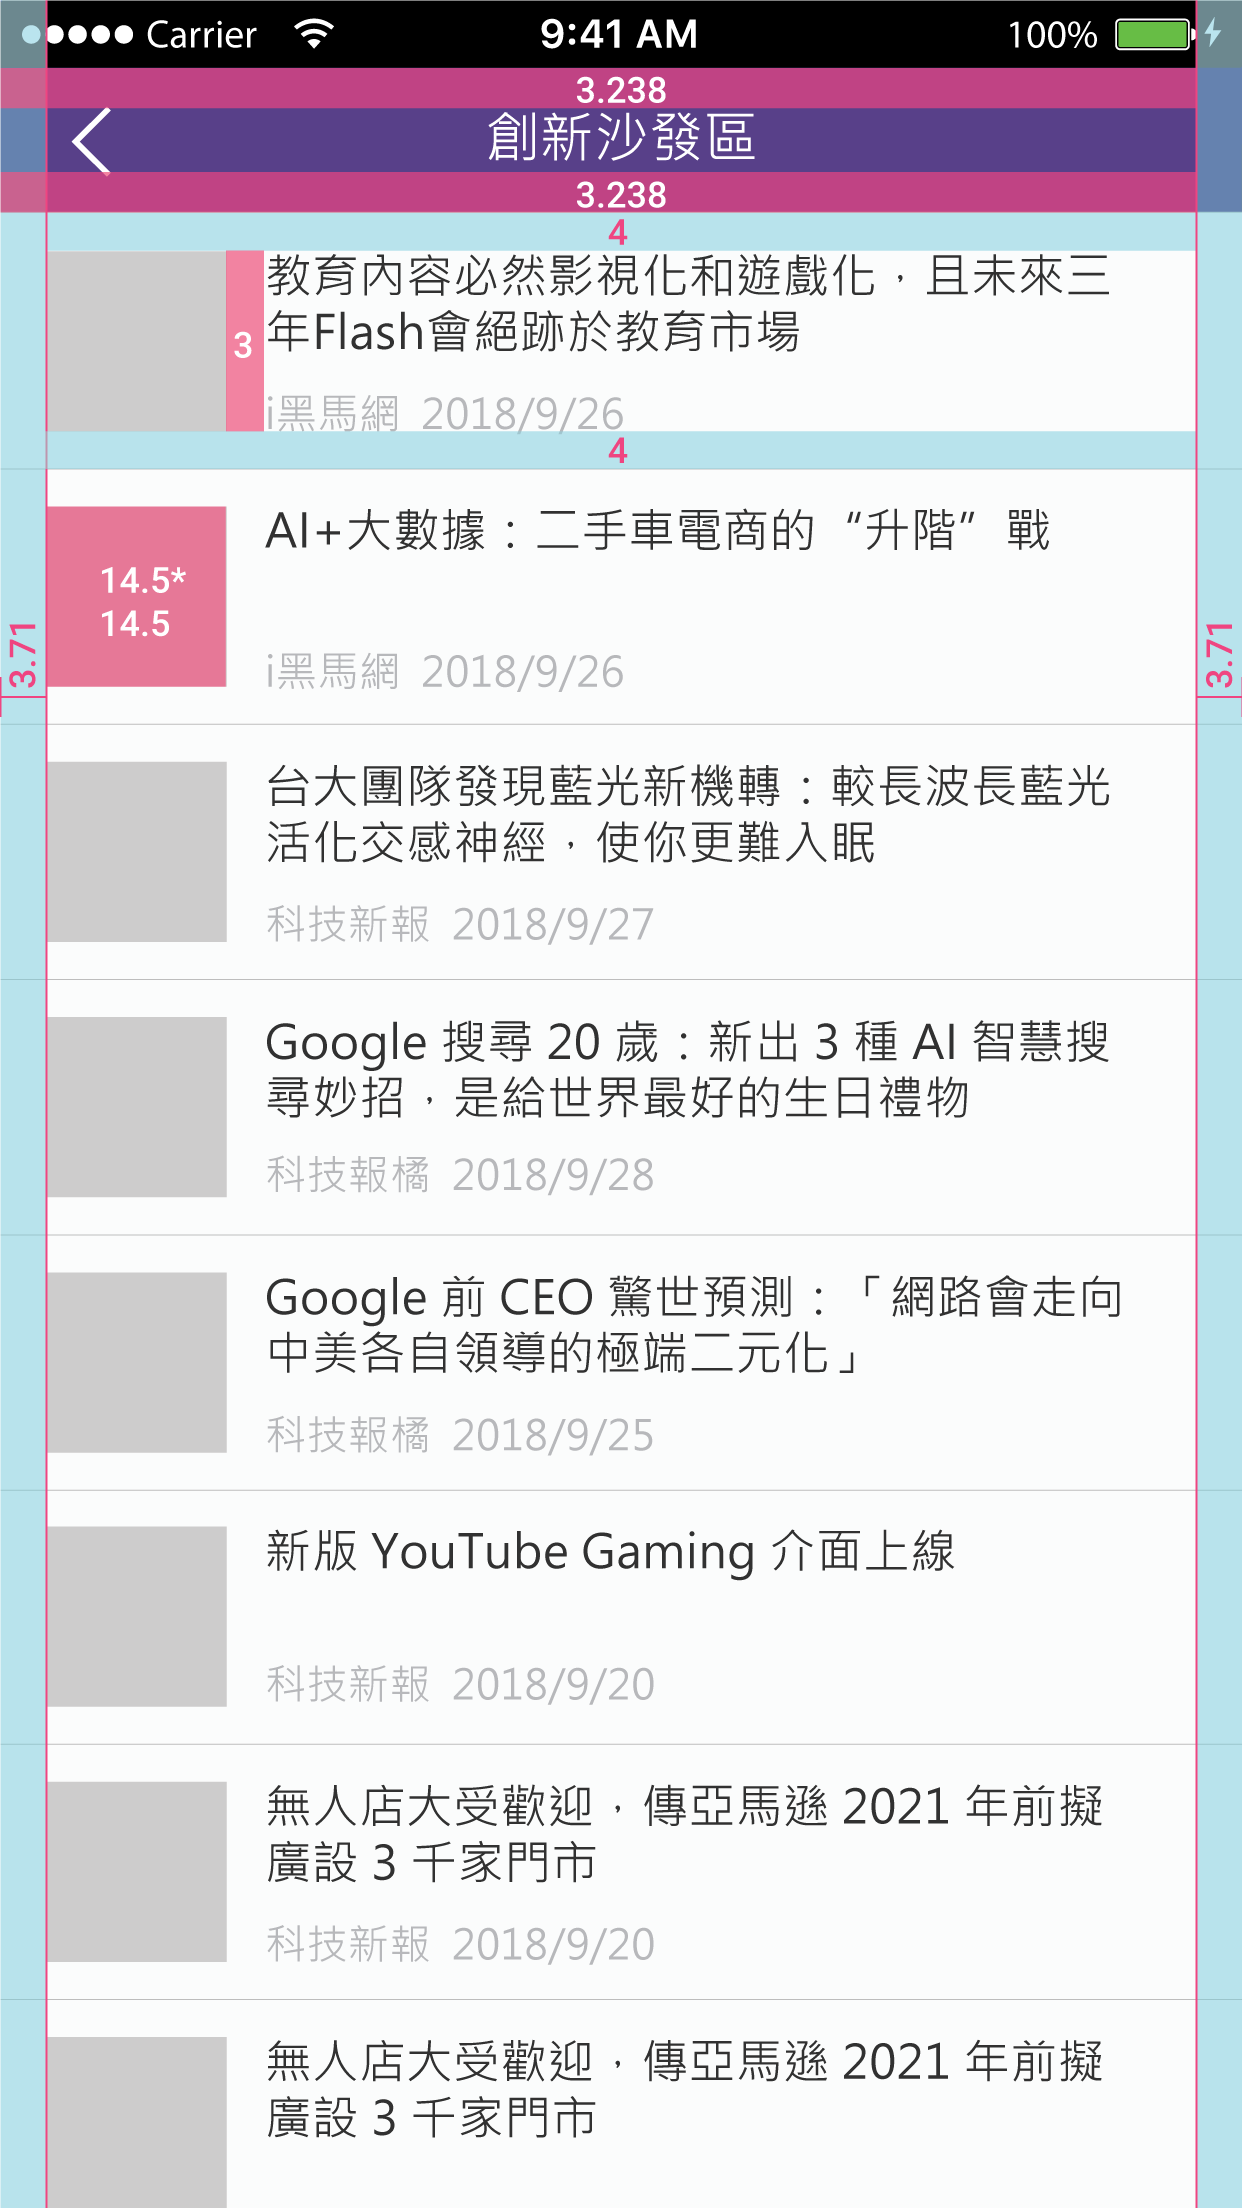 Carrier 9:41 AM 100%
3.238
創新沙發區
3.238
4
教育內容必然影視化和遊戲化，且未來三
3
年Flash會絕跡於教育市場
i黑馬網 2018/9/26
4
AI+大數據：二手車電商的“升階” 戰
14.5*
14.5
i黑馬網 2018/9/26
3.71
3.71
台大團隊發現藍光新機轉：較長波長藍光
活化交感神經，使你更難入眠
科技新報 2018/9/27
Google 搜尋 20 歲：新出 3 種 AI 智慧搜
尋妙招，是給世界最好的生日禮物
科技報橘 2018/9/28
Google 前 CEO 驚世預測：「網路會走向
中美各自領導的極端二元化」
科技報橘 2018/9/25
新版 YouTube Gaming 介面上線
科技新報 2018/9/20
無人店大受歡迎，傳亞馬遜 2021 年前擬
廣設 3 千家門市
科技新報 2018/9/20
無人店大受歡迎，傳亞馬遜 2021 年前擬
廣設 3 千家門市